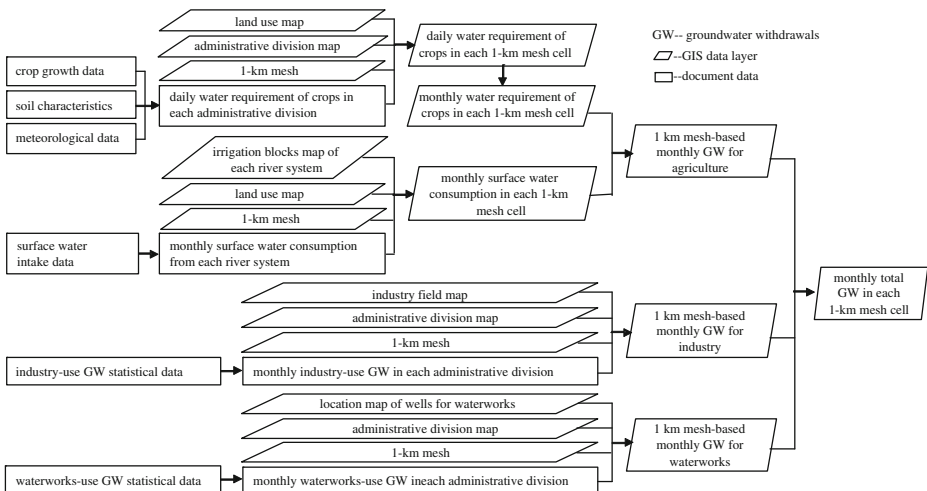 land use map
administrative division map
1-km mesh
crop growth data
soil characteristics
meteorological data
daily water requirement of crops in
each administrative division
daily water requirement of
crops in each 1-km mesh cell
monthly water requirement of
crops in each 1-km mesh cell
GW-- groundwater withdrawals
--GIS data layer
--document data
irrigation blocks map of
each river system
land use map
1-km mesh
surface water
intake data
monthly surface water consumption
from each river system
monthly surface water
consumption in each 1-km
mesh cell
1 km mesh-based
monthly GW for
agriculture
industry field map
administrative division map
1-km mesh
industry-use GW statistical data
monthly industry-use GW in each administrative division
1 km mesh-based
monthly GW for
industry
monthly total
GW in each
1-km mesh cell
location map of wells for waterworks
administrative division map
1-km mesh
waterworks-use GW statistical data
monthly waterworks-use GW ineach administrative division
1 km mesh-based
monthly GW for
waterworks